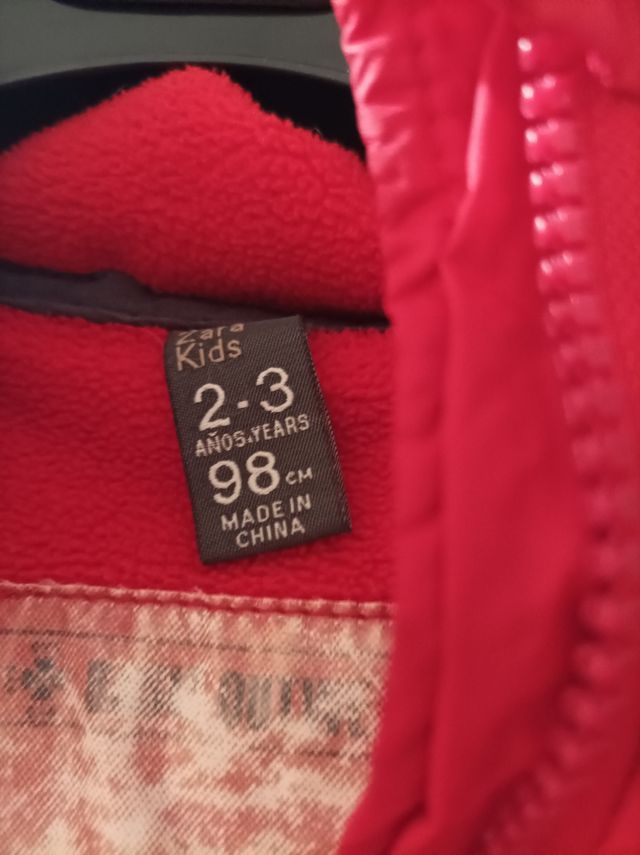 Zara
Kids
2-3
AÑOS.YEARS
98 CM
MADE IN
CHINA